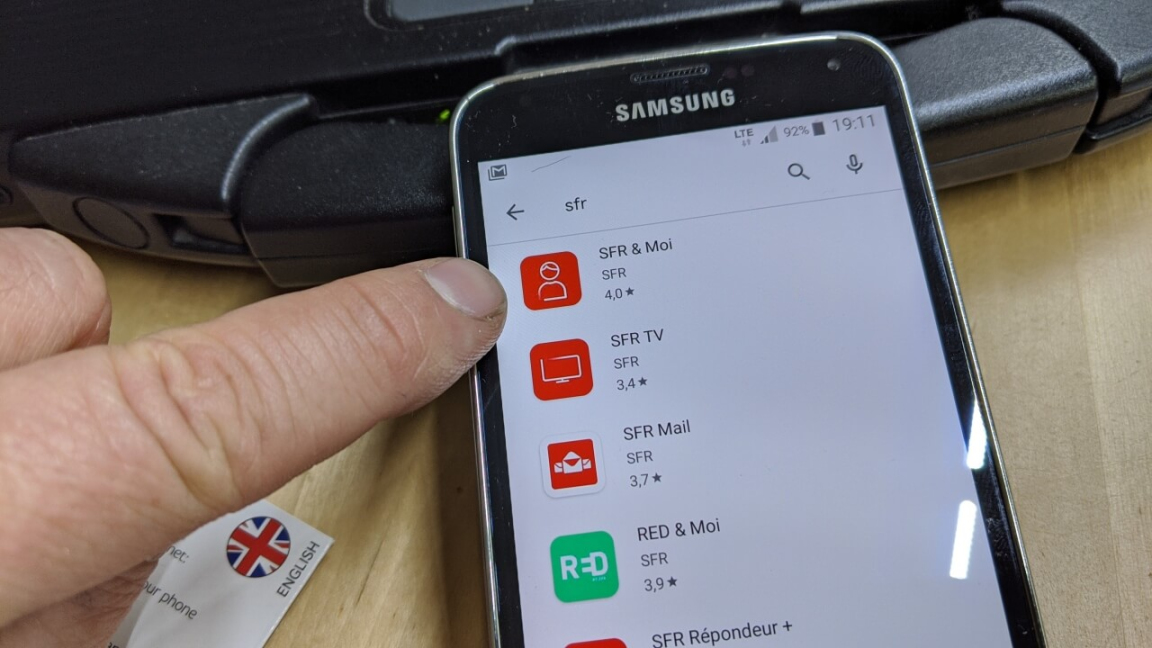 SAMSUNG
LTE 92% 19:11
sfr
SFR & Moi
SFR
4,0★
SFR TV
SFR
3,4★
SFR Mail
SFR
3,7★
RED
RED & Moi
SFR
3,9★
SFR Répondeur +
ENGLISH
net:
our phone